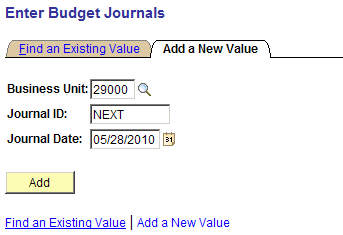 Enter Budget Journals
Find an Existing Value Add a New Value
Business Unit: 29000
Journal ID: NEXT
Journal Date: 05/28/2010 31
Add
Find an Existing Value | Add a New Value